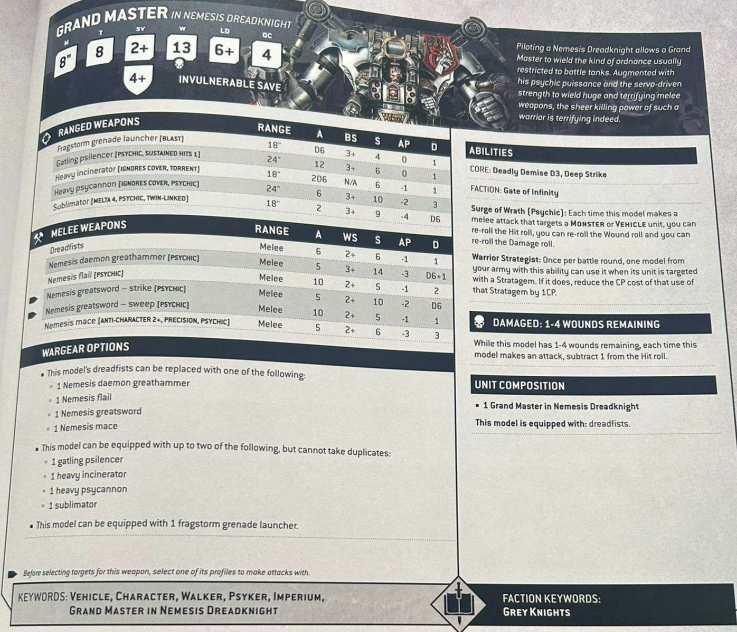 GRAND MASTER IN NEMESIS DREADKNIGHT
M T SV W LD OC
8" 8 2+ 13 6+ 4
4+ INVULNERABLE SAVE
Piloting a Nemesis Dreadknight allows a Grand
Master to wield the kind of ordnance usually
restricted to battle tanks. Augmented with
his psychic puissance and the servo-driven
strength to wield huge and terrifying melee
weapons, the sheer killing power of such a
warrior is terrifying indeed.
RANGED WEAPONS RANGE A BS S AP D
Fragstorm grenade launcher [BLAST] 18" D6 3+ 4 0 1
Gatling psilencer [PSYCHIC, SUSTAINED HITS 1] 24" 12 3+ 6 0 1
Heavy incinerator [IGNORES COVER, TORRENT] 18" 2D6 N/A 6 -1 1
Heavy psycannon [IGNORES COVER, PSYCHIC] 24" 6 3+ 10 -2 3
Sublimator [MELTA 4, PSYCHIC, TWIN-LINKED] 18" 2 3+ 9 -4 D6
MELEE WEAPONS RANGE A WS S AP D
Dreadfists Melee 6 2+ 6 -1 1
Nemesis daemon greathammer [PSYCHIC] Melee 5 3+ 14 -3 D6+1
Nemesis flail [PSYCHIC] Melee 10 2+ 5 -1 2
Nemesis greatsword – strike [PSYCHIC] Melee 5 2+ 10 -2 D6
Nemesis greatsword – sweep [PSYCHIC] Melee 10 2+ 5 -1 1
Nemesis mace [ANTI-CHARACTER 2+, PRECISION, PSYCHIC] Melee 5 2+ 6 -3 3
WARGEAR OPTIONS
▪ This model's dreadfists can be replaced with one of the following:
◦ 1 Nemesis daemon greathammer
◦ 1 Nemesis flail
◦ 1 Nemesis greatsword
◦ 1 Nemesis mace
▪ This model can be equipped with up to two of the following, but cannot take duplicates:
◦ 1 gatling psilencer
◦ 1 heavy incinerator
◦ 1 heavy psycannon
◦ 1 sublimator
▪ This model can be equipped with 1 fragstorm grenade launcher.
Before selecting targets for this weapon, select one of its profiles to make attacks with.
ABILITIES
CORE: Deadly Demise D3, Deep Strike
FACTION: Gate of Infinity
Surge of Wrath (Psychic): Each time this model makes a
melee attack that targets a MONSTER or VEHICLE unit, you can
re-roll the Hit roll, you can re-roll the Wound roll and you can
re-roll the Damage roll.
Warrior Strategist: Once per battle round, one model from
your army with this ability can use it when its unit is targeted
with a Stratagem. If it does, reduce the CP cost of that use of
that Stratagem by 1CP.
DAMAGED: 1-4 WOUNDS REMAINING
While this model has 1-4 wounds remaining, each time this
model makes an attack, subtract 1 from the Hit roll.
UNIT COMPOSITION
▪ 1 Grand Master in Nemesis Dreadknight
This model is equipped with: dreadfists.
KEYWORDS: VEHICLE, CHARACTER, WALKER, PSYKER, IMPERIUM,
GRAND MASTER IN NEMESIS DREADKNIGHT
FACTION KEYWORDS:
GREY KNIGHTS